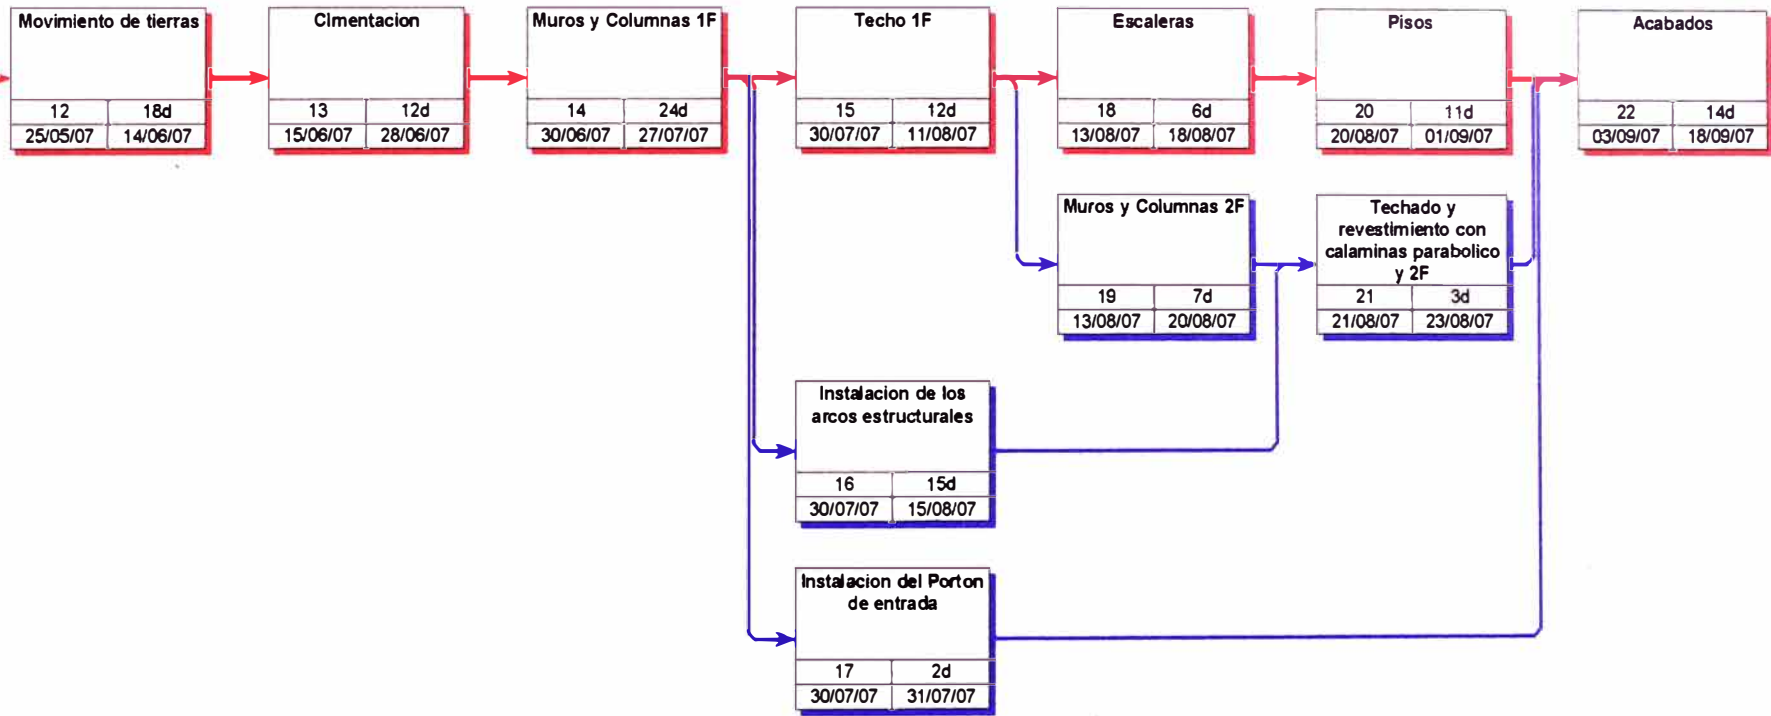 Movimiento de tierras
12 18d
25/05/07 14/06/07
Cimentacion
13 12d
15/06/07 28/06/07
Muros y Columnas 1F
14 24d
30/06/07 27/07/07
Techo 1F
15 12d
30/07/07 11/08/07
Escaleras
18 6d
13/08/07 18/08/07
Pisos
20 11d
20/08/07 01/09/07
Acabados
22 14d
03/09/07 18/09/07
Muros y Columnas 2F
19 7d
13/08/07 20/08/07
Techado y
revestimiento con
calaminas parabolico
y 2F
21 3d
21/08/07 23/08/07
Instalacion de los
arcos estructurales
16 15d
30/07/07 15/08/07
Instalacion del Porton
de entrada
17 2d
30/07/07 31/07/07